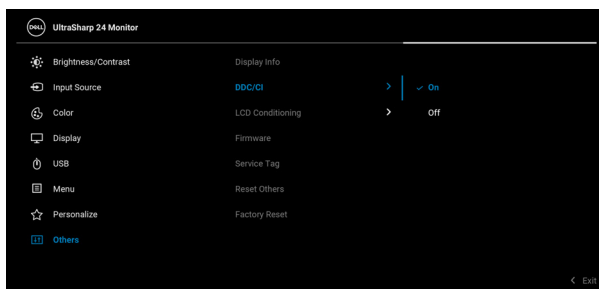 DELL UltraSharp 24 Monitor
Brightness/Contrast Display Info
Input Source DDC/CI > ✓ On
Color LCD Conditioning > Off
Display Firmware
USB Service Tag
Menu Reset Others
Personalize Factory Reset
Others
< Exit